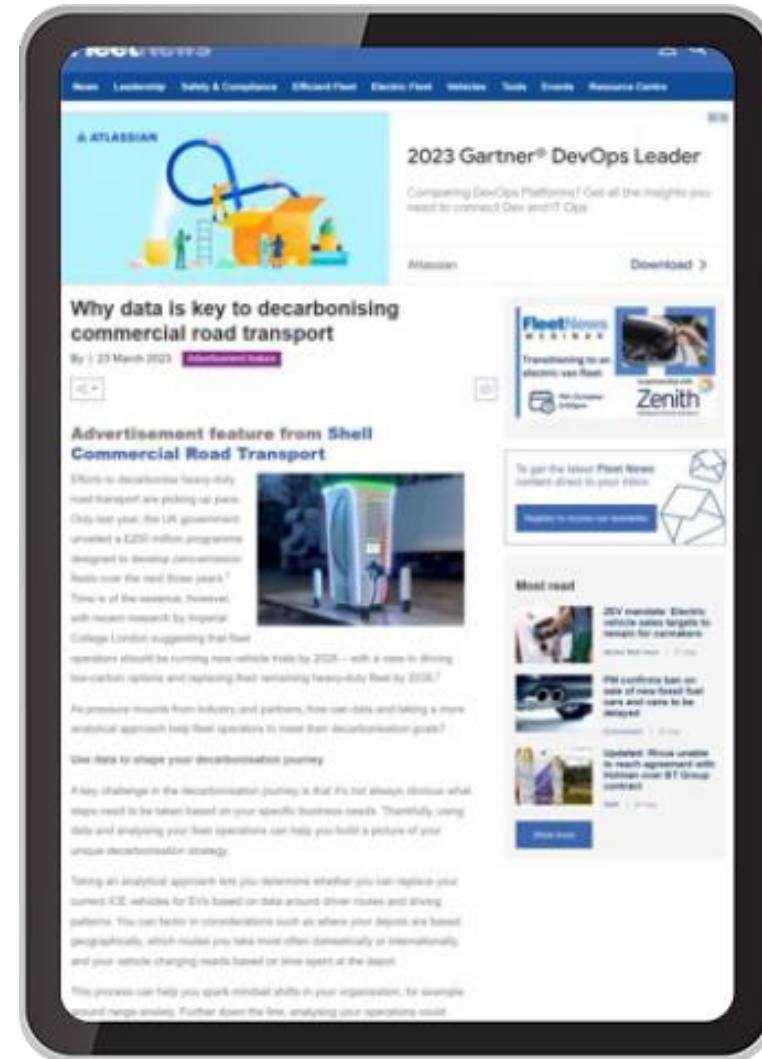 FleetNews
News Leadership Safety & Compliance Efficient Fleet Electric Fleet Vehicles Tools Events Resource Centre
ATLASSIAN
2023 Gartner® DevOps Leader
Comparing DevOps Platforms? Get all the insights you
need to connect Dev and IT Ops
Atlassian
Download >
Why data is key to decarbonising
commercial road transport
By | 23 March 2023 Advertisement feature
Advertisement feature from Shell
Commercial Road Transport
Efforts to decarbonise heavy-duty
road transport are picking up pace.
Only last year, the UK government
unveiled a £200 million programme
designed to develop zero-emission
fleets over the next three years.
Time is of the essence, however,
with recent research by Imperial
College London suggesting that fleet
operators should be running new vehicle trials by 2025 – with a view to driving
low-carbon options and replacing their remaining heavy-duty fleet by
As pressure mounts from industry and partners, how can data and taking a more
analytical approach help fleet operators to meet their decarbonisation goals?
Use data to shape your decarbonisation journey
A key challenge in the decarbonisation journey is that it's not always obvious what
steps need to be taken based on your specific business needs. Thankfully, using
data and analysing your fleet operations can help you build a picture of your
unique decarbonisation strategy.
Taking an analytical approach lets you determine whether you can replace your
current ICE vehicles for EVs based on data around driver routes and driving
patterns. You can factor in considerations such as where your depots are based
geographically, which routes you take most often domestically or internationally,
and your vehicle charging needs based on time spent at the depot.
This process can help you spark mindset shifts in your organisation, for example
around range anxiety. Further down the line, analysing your operations could
FleetNews
WEBINAR
Transitioning to an
electric van fleet
Zenith
To get the latest Fleet News
content direct to your inbox
Register to receive our newsletter
Most read
ZEV mandate: Electric
vehicle sales targets to
remain for carmakers
PM confirms ban on
sale of new fossil fuel
cars and vans to be
delayed
Updated: Rivus unable
to reach agreement with
Holman over BT Group
contract
Show more